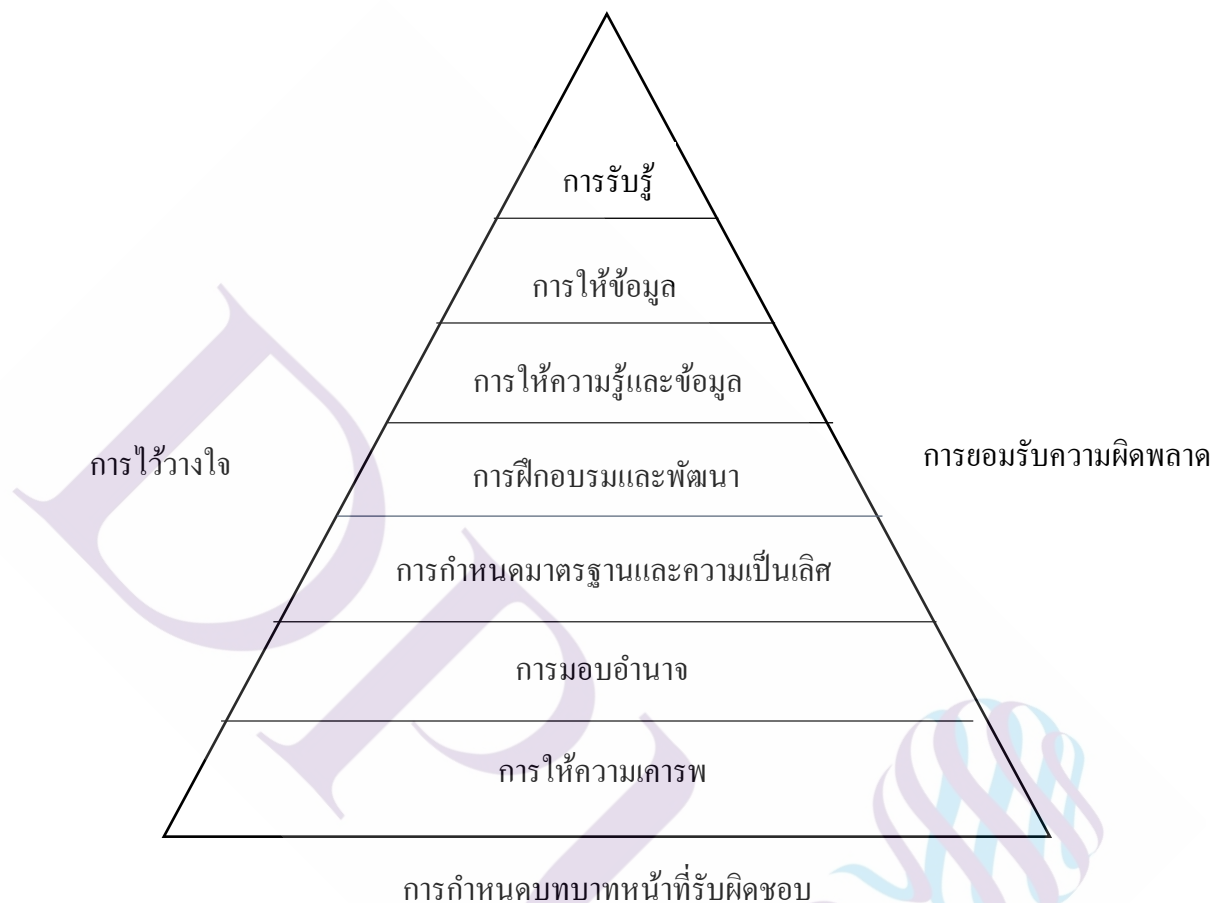 การรับรู้
การให้ข้อมูล
การให้ความรู้และข้อมูล
การไว้วางใจ
การยอมรับความผิดพลาด
การฝึกอบรมและพัฒนา
การกำหนดมาตรฐานและความเป็นเลิศ
การมอบอำนาจ
การให้ความเคารพ
การกำหนดบทบาทหน้าที่รับผิดชอบ